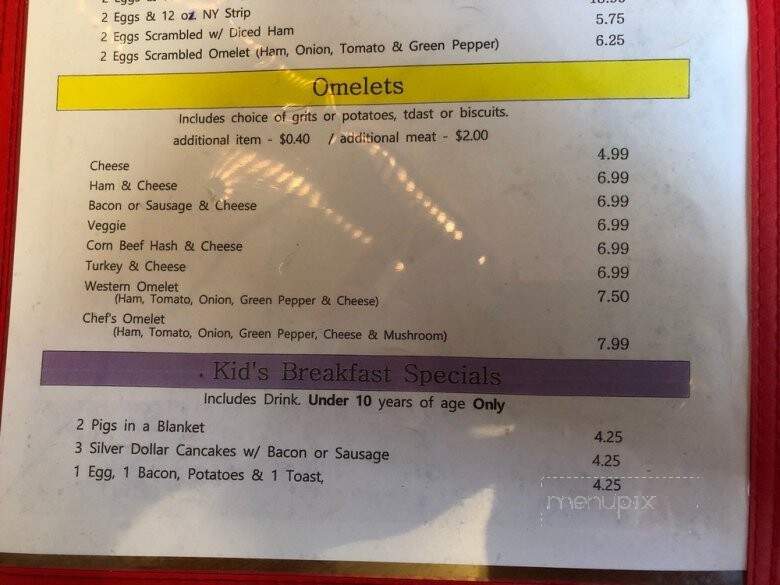 2 Eggs &
2 Eggs & 12 oz. NY Strip
2 Eggs Scrambled w/ Diced Ham 5.75
2 Eggs Scrambled Omelet (Ham, Onion, Tomato & Green Pepper) 6.25
Omelets
Includes choice of grits or potatoes, tdast or biscuits.
additional item - $0.40 / additional meat - $2.00
Cheese 4.99
Ham & Cheese 6.99
Bacon or Sausage & Cheese 6.99
Veggie 6.99
Corn Beef Hash & Cheese 6.99
Turkey & Cheese 6.99
Western Omelet
(Ham, Tomato, Onion, Green Pepper & Cheese) 7.50
Chef's Omelet
(Ham, Tomato, Onion, Green Pepper, Cheese & Mushroom) 7.99
. Kid's Breakfast Specials
Includes Drink. Under 10 years of age Only
2 Pigs in a Blanket 4.25
3 Silver Dollar Cancakes w/ Bacon or Sausage 4.25
1 Egg, 1 Bacon, Potatoes & 1 Toast, 4.25
menupix